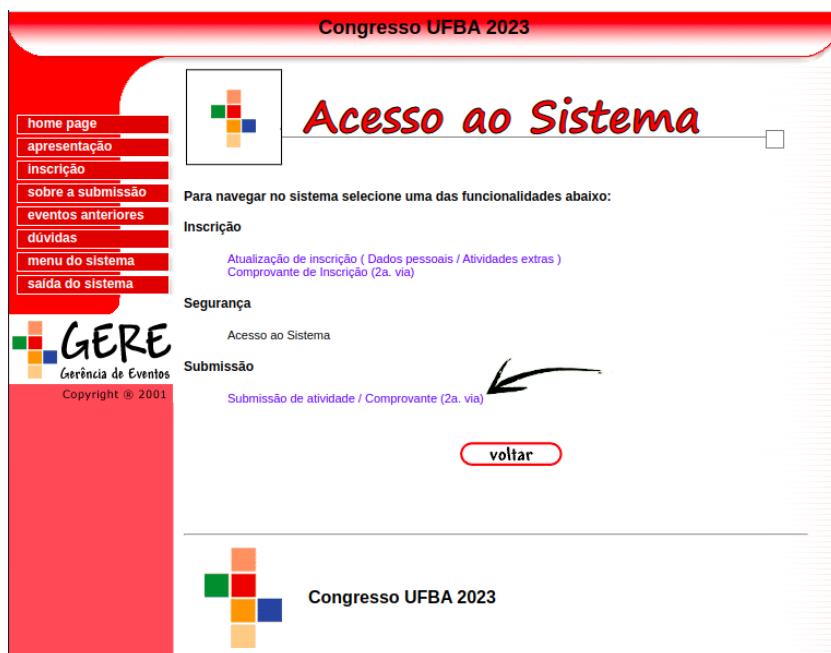 Congresso UFBA 2023
Acesso ao Sistema
home page
apresentação
inscrição
sobre a submissão
eventos anteriores
dúvidas
menu do sistema
saída do sistema
GERE
Gerência de Eventos
Copyright ® 2001
Para navegar no sistema selecione uma das funcionalidades abaixo:
Inscrição
Atualização de inscrição ( Dados pessoais / Atividades extras )
Comprovante de Inscrição (2a. via)
Segurança
Acesso ao Sistema
Submissão
Submissão de atividade / Comprovante (2a. via)
voltar
Congresso UFBA 2023